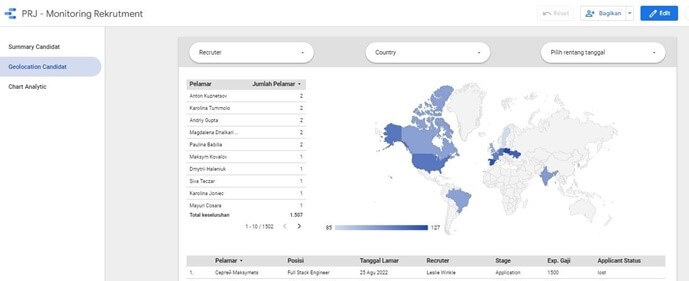 PRJ - Monitoring Rekrutment
Reset
Bagikan
Edit
Summary Candidat
Geolocation Candidat
Chart Analytic
Recruter
Country
Pilih rentang tanggal
Pelamar Jumlah Pelamar
Anton Kuznetsov 2
Karolina Tummolo 2
Andriy Gupta 2
Magdalena Dhalkari ... 2
Paulina Babilia 2
Maksym Kovalov 1
Dmytrii Haleniuk 1
Siva Teczar 1
Karolina Joniec 1
Mayuri Cosara 1
Total keseluruhan 1.507
1 - 10 / 1502
85 127
Pelamar Posisi Tanggal Lamar Recruter Stage Exp. Gaji Applicant Status
1. Сергей Maksymets Full Stack Engineer 25 Agu 2022 Leslie Winkle Application 1500 lost